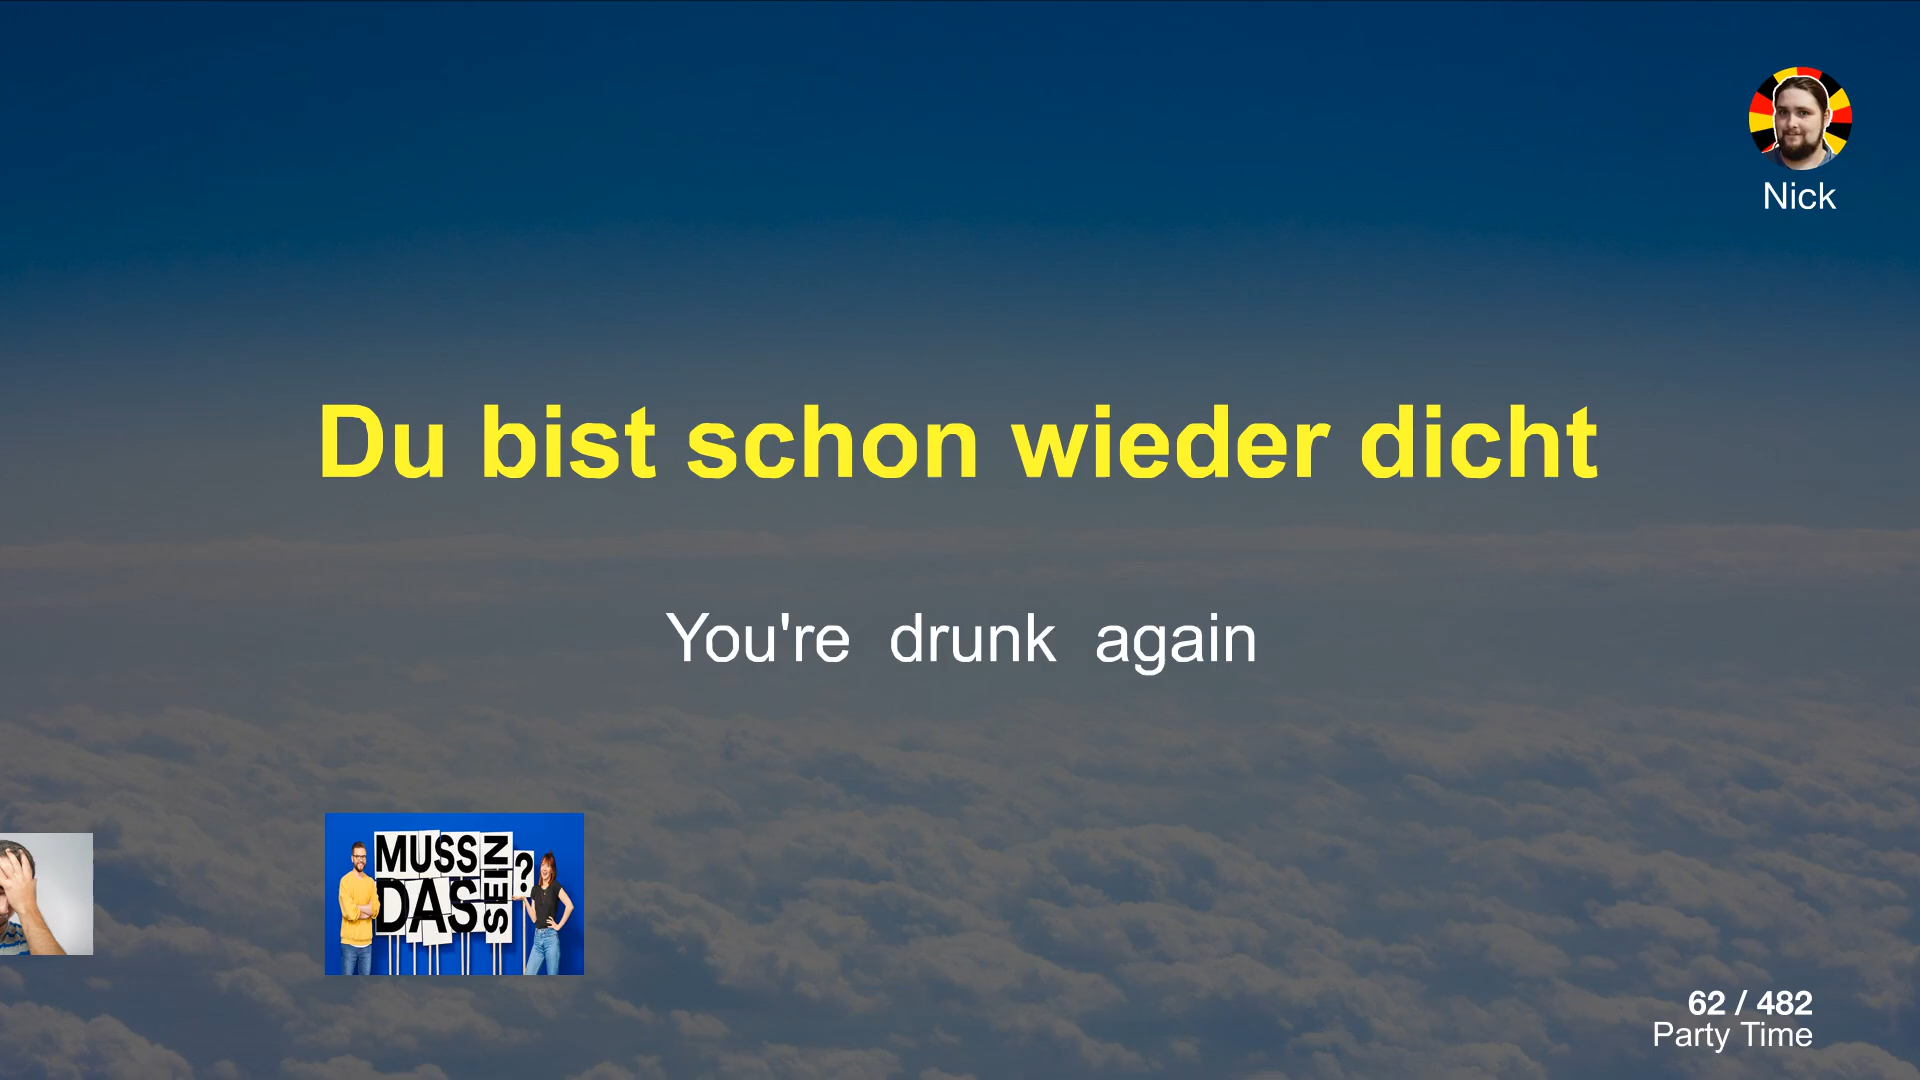 Nick
Du bist schon wieder dicht
You're drunk again
MUSS
DAS
SEIN
?
62 / 482
Party Time